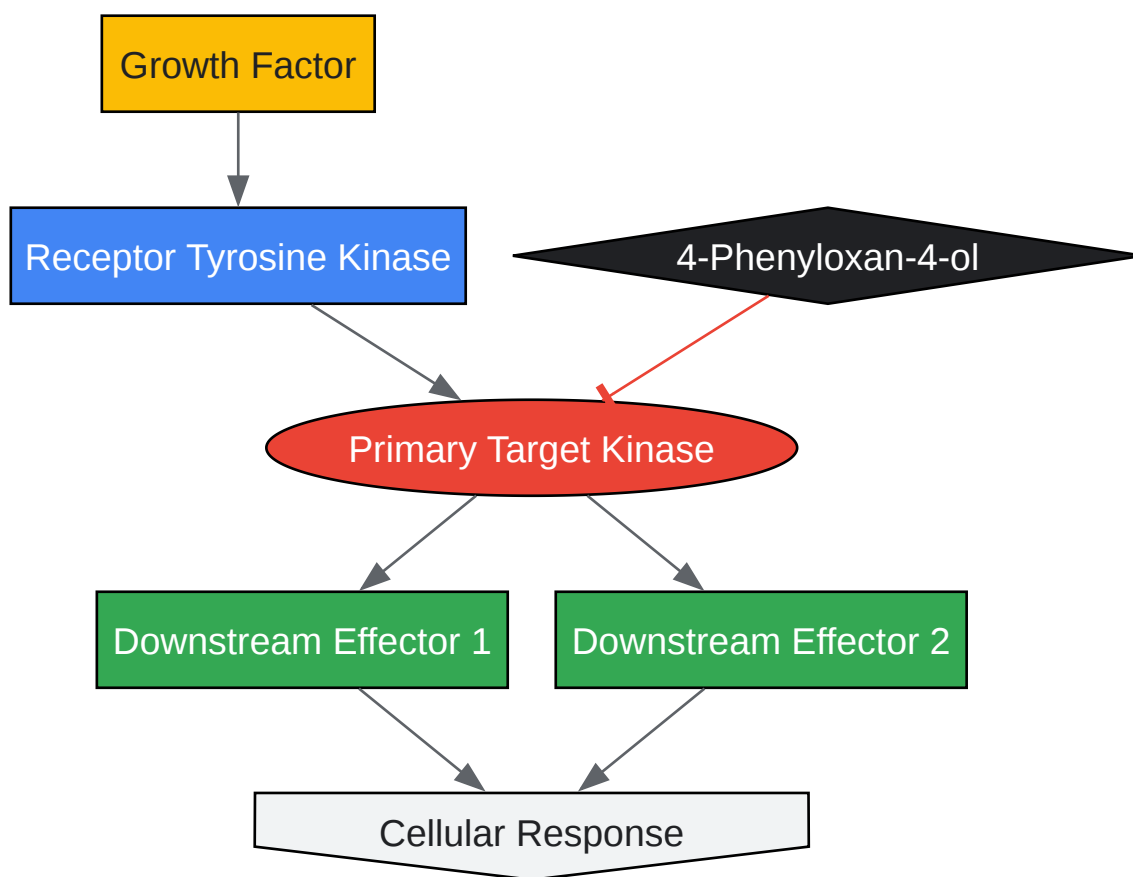 Growth Factor
Receptor Tyrosine Kinase
4-Phenyloxan-4-ol
Primary Target Kinase
Downstream Effector 1
Downstream Effector 2
Cellular Response